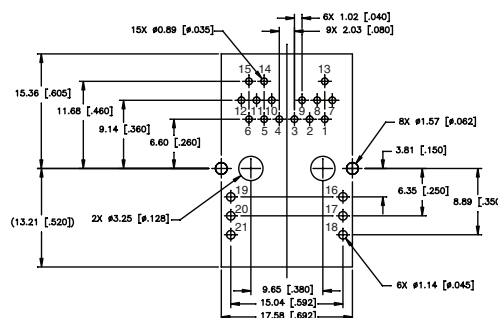 6X 1.02 [.040]
15X ø0.89 [ø.035]
9X 2.03 [.080]
15 14 13
15.36 [.605]
11.68 [.460]
12 11 10 9 8 7
9.14 [.360]
6 5 4 3 2 1
8X ø1.57 [ø.062]
6.60 [.260]
3.81 .150]
19 16
6.35 [.250]
2X ø3.25 [ø.128]
20 17
8.89 [.350
(13.21 [.520])
21 18
9.65 [.380]
6X ø1.14 [ø.045]
15.04 [.592]
17.58 [.692]